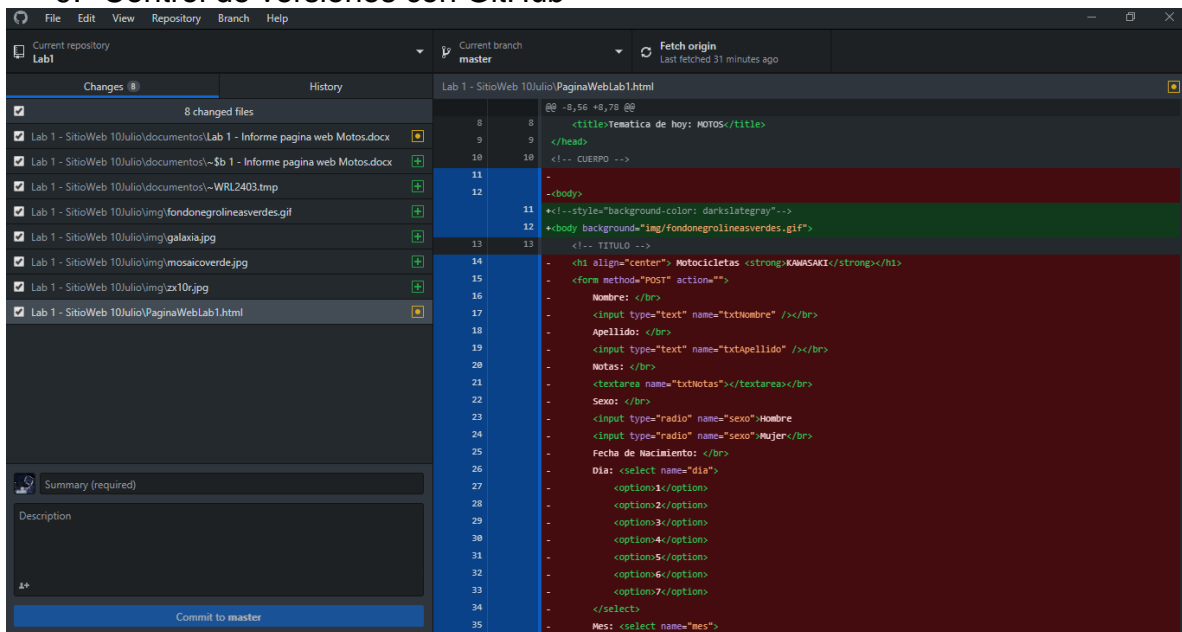 Control de versiones con GitHub
File Edit View Repository Branch Help
Current repository
Lab1
Current branch
master
Fetch origin
Last fetched 31 minutes ago
Changes 8 History
8 changed files
Lab 1 - SitioWeb 10Julio\documentos\Lab 1 - Informe pagina web Motos.docx
Lab 1 - SitioWeb 10Julio\documentos\~$b 1 - Informe pagina web Motos.docx
Lab 1 - SitioWeb 10Julio\documentos\~WRL2403.tmp
Lab 1 - SitioWeb 10Julio\img\fondonegrolineasverdes.gif
Lab 1 - SitioWeb 10Julio\img\galaxia.jpg
Lab 1 - SitioWeb 10Julio\img\mosaicoverde.jpg
Lab 1 - SitioWeb 10Julio\img\zx10r.jpg
Lab 1 - SitioWeb 10Julio\PaginaWebLab1.html
Summary (required)
Description
Commit to master
Lab 1 - SitioWeb 10Julio\PaginaWebLab1.html
@@ -8,56 +8,78 @@
8 8 <title>Tematica de hoy: MOTOS</title>
9 9 </head>
10 10 <!-- CUERPO -->
11 -
12 -<body>
11 +<!--style="background-color: darkslategray"-->
12 +<body background="img/fondonegrolineasverdes.gif">
13 13 <!-- TITULO -->
14 - <h1 align="center"> Motocicletas <strong>KAWASAKI</strong></h1>
15 - <form method="POST" action="">
16 - Nombre: </br>
17 - <input type="text" name="txtNombre" /></br>
18 - Apellido: </br>
19 - <input type="text" name="txtApellido" /></br>
20 - Notas: </br>
21 - <textarea name="txtNotas"></textarea></br>
22 - Sexo: </br>
23 - <input type="radio" name="sexo">Hombre
24 - <input type="radio" name="sexo">Mujer</br>
25 - Fecha de Nacimiento: </br>
26 - Dia: <select name="dia">
27 - <option>1</option>
28 - <option>2</option>
29 - <option>3</option>
30 - <option>4</option>
31 - <option>5</option>
32 - <option>6</option>
33 - <option>7</option>
34 - </select>
35 - Mes: <select name="mes">